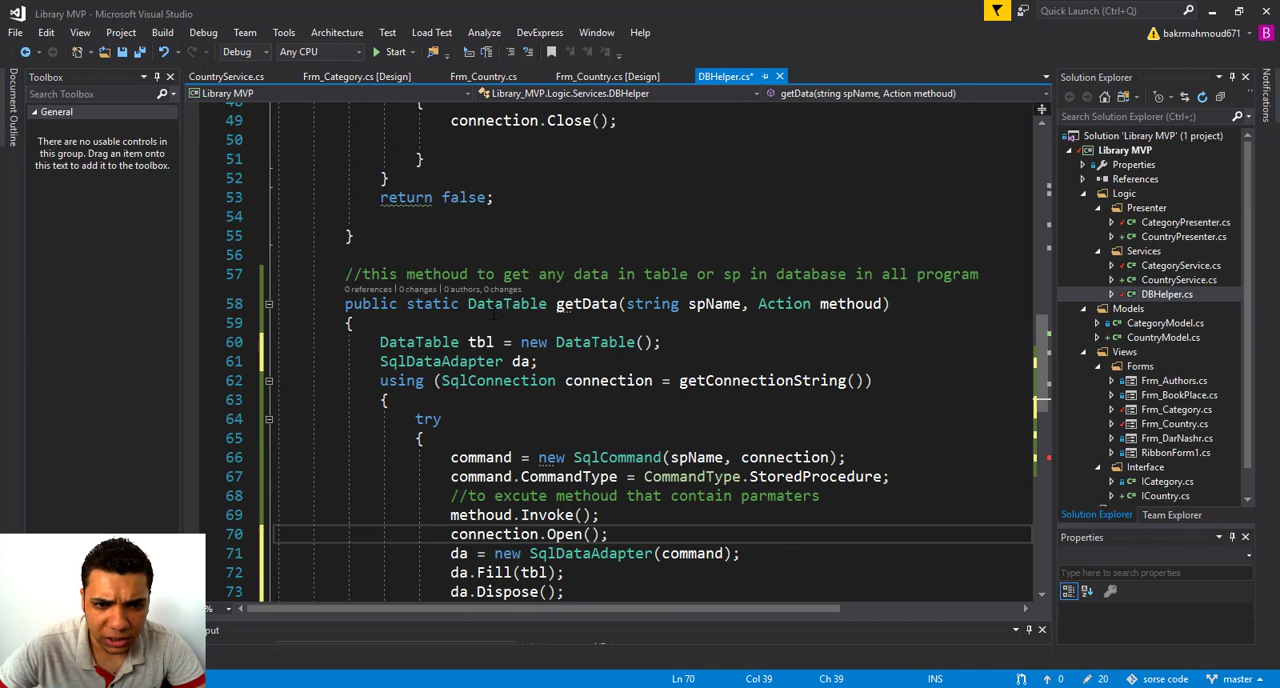 Library MVP - Microsoft Visual Studio
Quick Launch (Ctrl+Q)
File Edit View Project Build Debug Team Tools Architecture Test Load Test Analyze DevExpress Window Help
bakrmahmoud671 B
Debug Any CPU Start
Document Outline
Toolbox
Search Toolbox
General
There are no usable controls in
this group. Drag an item onto
this text to add it to the toolbox.
CountryService.cs Frm_Category.cs [Design] Frm_Country.cs Frm_Country.cs [Design] DBHelper.cs*
Library MVP Library_MVP.Logic.Services.DBHelper getData(string spName, Action methoud)
48 {
49 connection.Close();
50
51 }
52 }
53 return false;
54
55 }
56
57 //this methoud to get any data in table or sp in database in all program
0 references | 0 changes | 0 authors, 0 changes
58 public static DataTable getData(string spName, Action methoud)
59 {
60 DataTable tbl = new DataTable();
61 SqlDataAdapter da;
62 using (SqlConnection connection = getConnectionString())
63 {
64 try
65 {
66 command = new SqlCommand(spName, connection);
67 command.CommandType = CommandType.StoredProcedure;
68 //to excute methoud that contain parmaters
69 methoud.Invoke();
70 connection.Open();
71 da = new SqlDataAdapter(command);
72 da.Fill(tbl);
73 da.Dispose();
%
Solution Explorer
Search Solution Explorer (Ctrl+;)
Solution 'Library MVP' (1 project)
Library MVP
Properties
References
Logic
Presenter
CategoryPresenter.cs
CountryPresenter.cs
Services
CategoryService.cs
CountryService.cs
DBHelper.cs
Models
CategoryModel.cs
CountryModel.cs
Views
Forms
Frm_Authors.cs
Frm_BookPlace.cs
Frm_Category.cs
Frm_Country.cs
Frm_DarNashr.cs
RibbonForm1.cs
Interface
ICategory.cs
ICountry.cs
Solution Explorer Team Explorer
Properties
Type here to search properties
Notifications
Ln 70 Col 39 Ch 39 INS 0 20 sorse code master